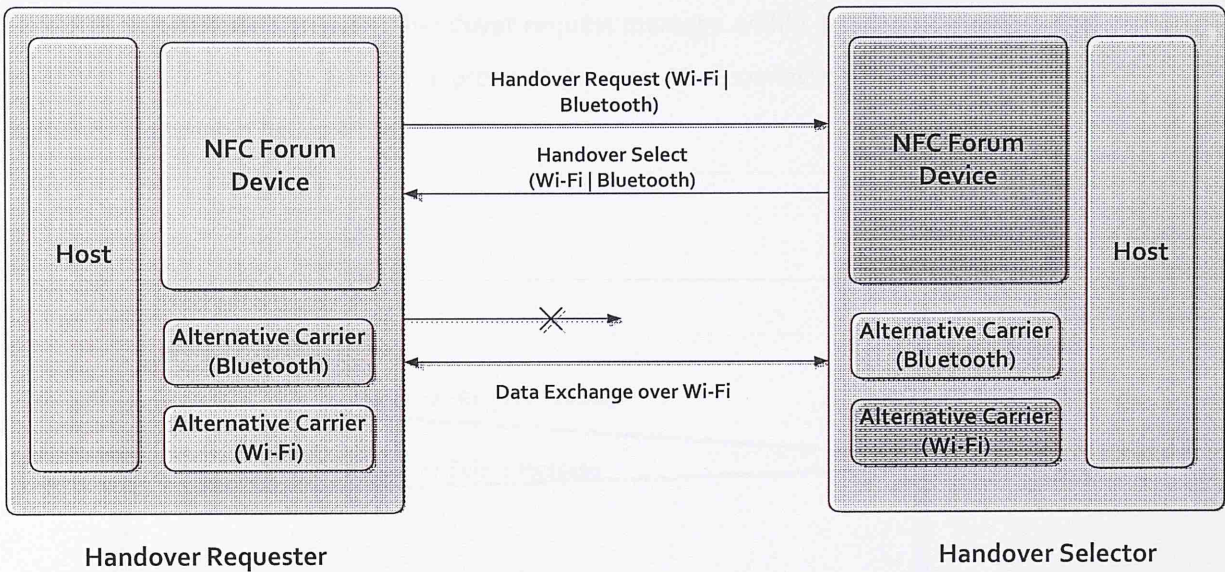 Handover Request (Wi-Fi |
Bluetooth)
NFC Forum
Device
Handover Select
(Wi-Fi | Bluetooth)
NFC Forum
Device
Host
Host
Alternative Carrier
(Bluetooth)
Alternative Carrier
(Bluetooth)
Data Exchange over Wi-Fi
Alternative Carrier
(Wi-Fi)
Alternative Carrier
(Wi-Fi)
Handover Requester
Handover Selector